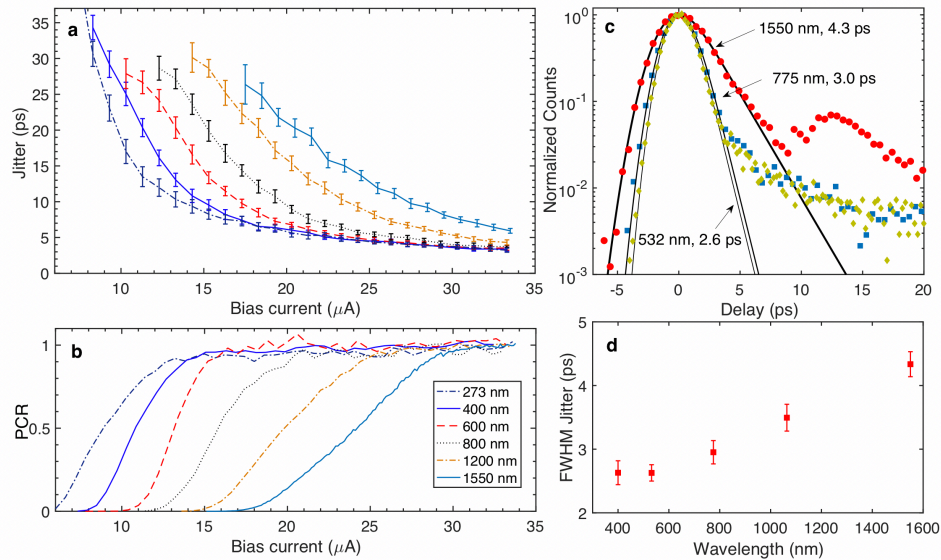 a
Jitter (ps)
35
30
25
20
15
10
5
0
10
15
20
25
30
35
Bias current (μA)
b
PCR
1
0.5
0
273 nm
400 nm
600 nm
800 nm
1200 nm
1550 nm
10
15
20
25
30
35
Bias current (μA)
c
Normalized Counts
10⁰
10⁻¹
10⁻²
10⁻³
1550 nm, 4.3 ps
775 nm, 3.0 ps
532 nm, 2.6 ps
-5
0
5
10
15
20
Delay (ps)
d
FWHM Jitter (ps)
5
4
3
2
400
600
800
1000
1200
1400
1600
Wavelength (nm)